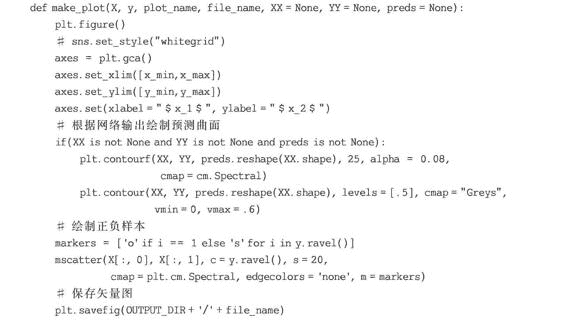 def make_plot(X, y, plot_name, file_name, XX = None, YY = None, preds = None):
plt.figure()
# sns.set_style("whitegrid")
axes = plt.gca()
axes.set_xlim([x_min,x_max])
axes.set_ylim([y_min,y_max])
axes.set(xlabel = " $ x_1 $ ", ylabel = " $ x_2 $ ")
# 根据网络输出绘制预测曲面
if(XX is not None and YY is not None and preds is not None):
plt.contourf(XX, YY, preds.reshape(XX.shape), 25, alpha = 0.08,
cmap = cm.Spectral)
plt.contour(XX, YY, preds.reshape(XX.shape), levels = [.5], cmap = "Greys",
vmin = 0, vmax = .6)
# 绘制正负样本
markers = ['o' if i == 1 else 's' for i in y.ravel()]
mscatter(X[:, 0], X[:, 1], c = y.ravel(), s = 20,
cmap = plt.cm.Spectral, edgecolors = 'none', m = markers)
# 保存矢量图
plt.savefig(OUTPUT_DIR + '/' + file_name)